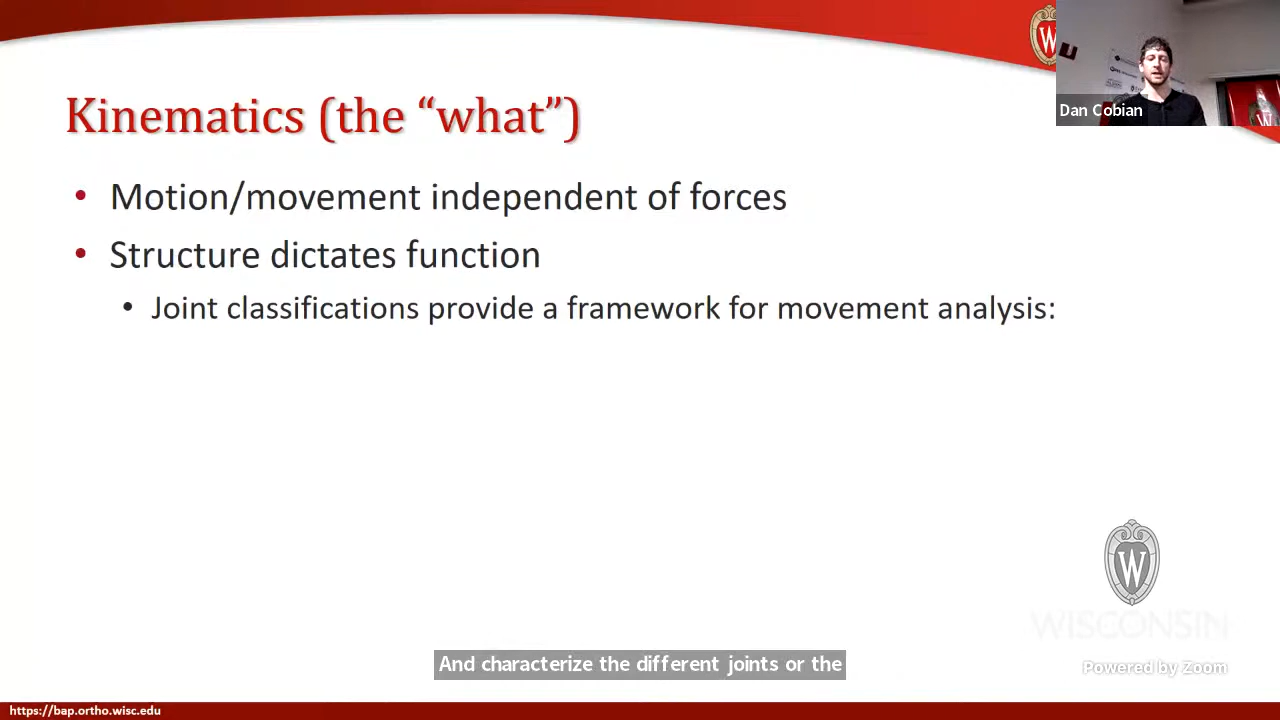 Kinematics (the “what”)
W
Dan Cobian
• Motion/movement independent of forces
• Structure dictates function
• Joint classifications provide a framework for movement analysis:
W
WISCONSIN
And characterize the different joints or the
Powered by Zoom
https://bap.ortho.wisc.edu